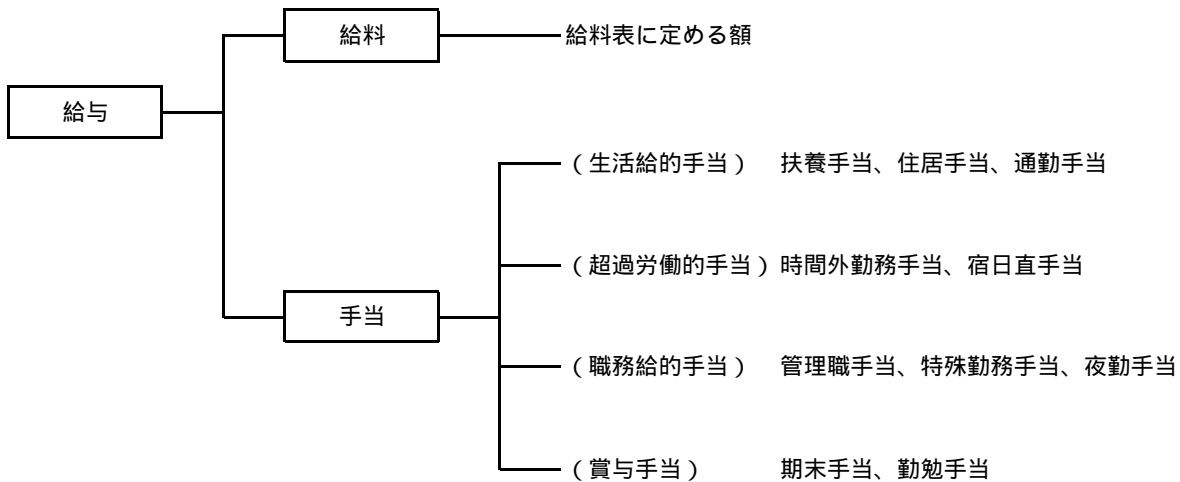 給料 給料表に定める額
給与
(生活給的手当) 扶養手当、住居手当、通勤手当
(超過労働的手当) 時間外勤務手当、宿日直手当
手当
(職務給的手当) 管理職手当、特殊勤務手当、夜勤手当
(賞与手当) 期末手当、勤勉手当